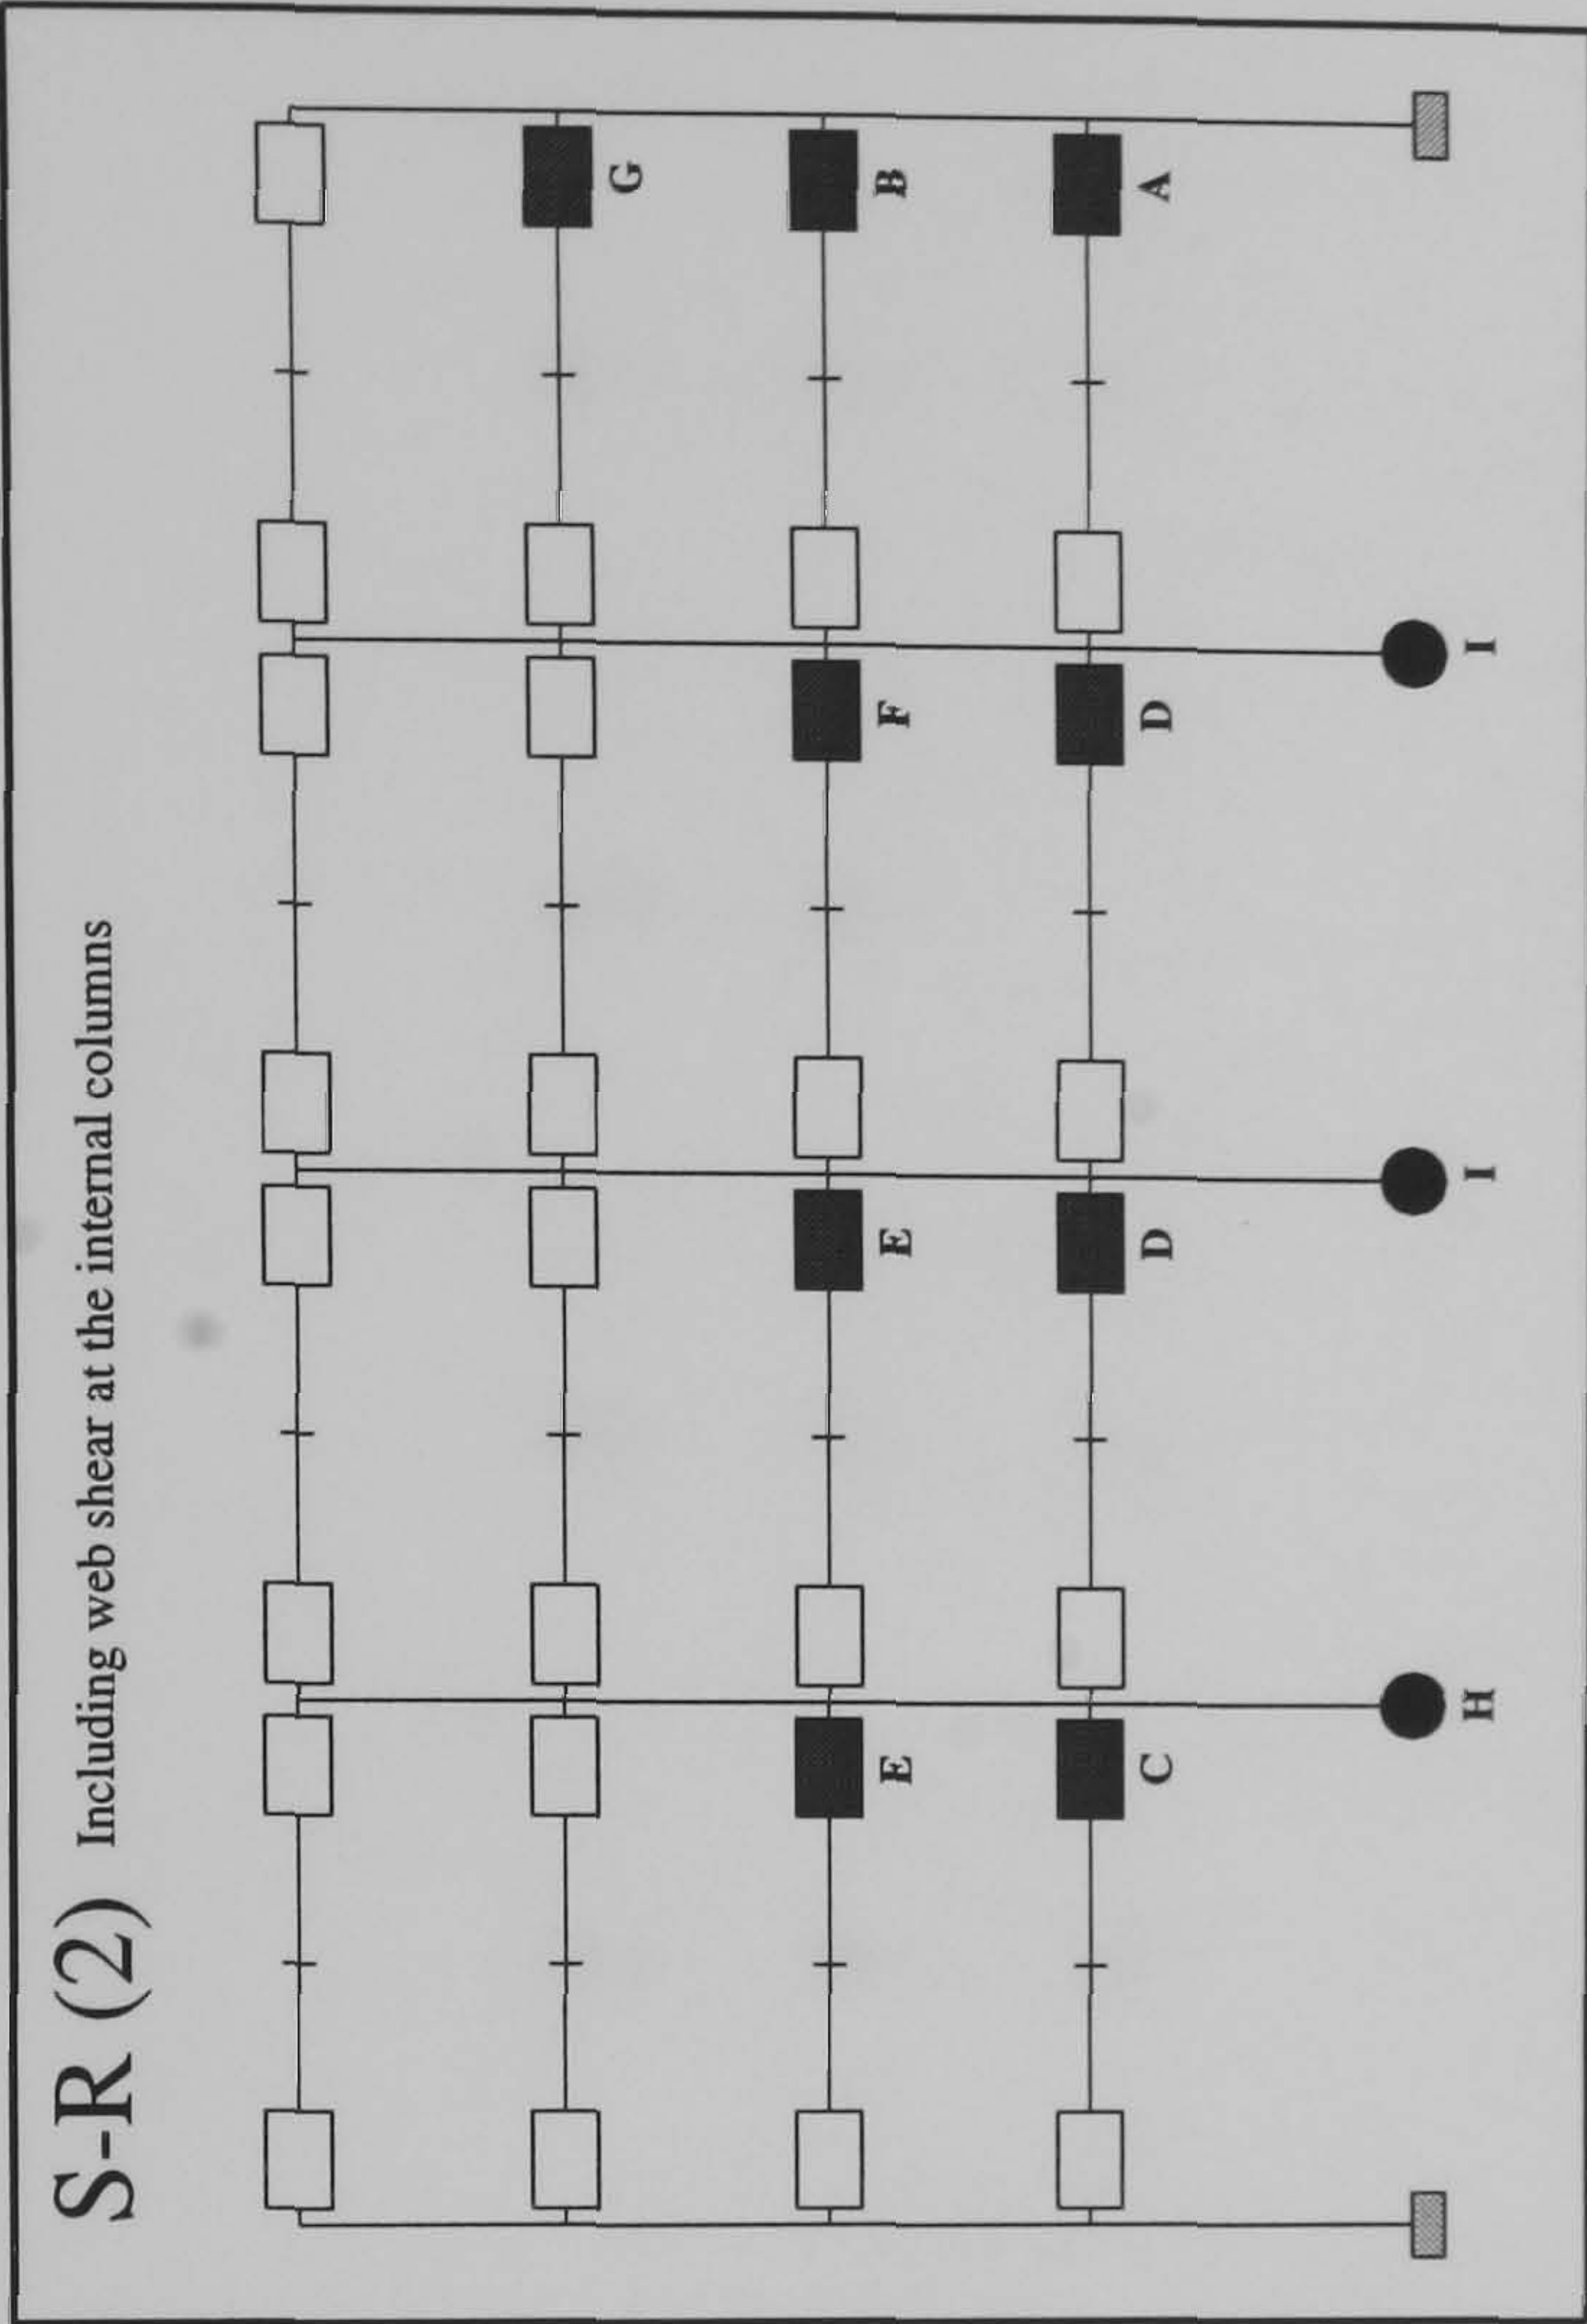 S-R (2) Including web shear at the internal columns
G
E E F B
C D D A
H I I